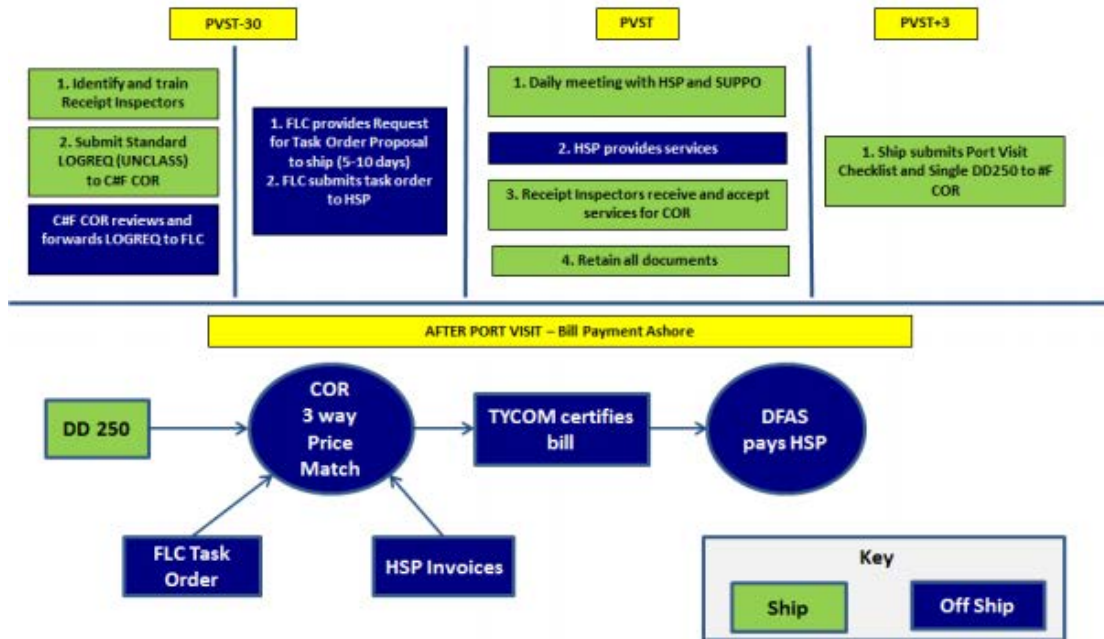 PVST-30
PVST
PVST+3
1. Identify and train
Receipt Inspectors
2. Submit Standard
LOGREQ (UNCLASS)
to C#F COR
C#F COR reviews and
forwards LOGREQ to FLC
1. FLC provides Request
for Task Order Proposal
to ship (5-10 days)
2. FLC submits task order
to HSP
1. Daily meeting with HSP and SUPPO
2. HSP provides services
3. Receipt Inspectors receive and accept
services for COR
4. Retain all documents
1. Ship submits Port Visit
Checklist and Single DD250 to #F
COR
AFTER PORT VISIT – Bill Payment Ashore
DD 250
COR
3 way
Price
Match
TYCOM certifies
bill
DFAS
pays HSP
FLC Task
Order
HSP Invoices
Key
Ship
Off Ship